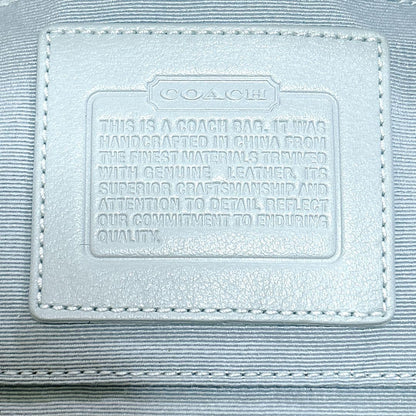 COACH
THIS IS A COACH BAG. IT WAS
HANDCRAFTED IN CHINA FROM
THE FINEST MATERIALS TRIMMED
WITH GENUINE LEATHER. ITS
SUPERIOR CRAFTSMANSHIP AND
ATTENTION TO DETAIL REFLECT
OUR COMMITMENT TO ENDURING
QUALITY.